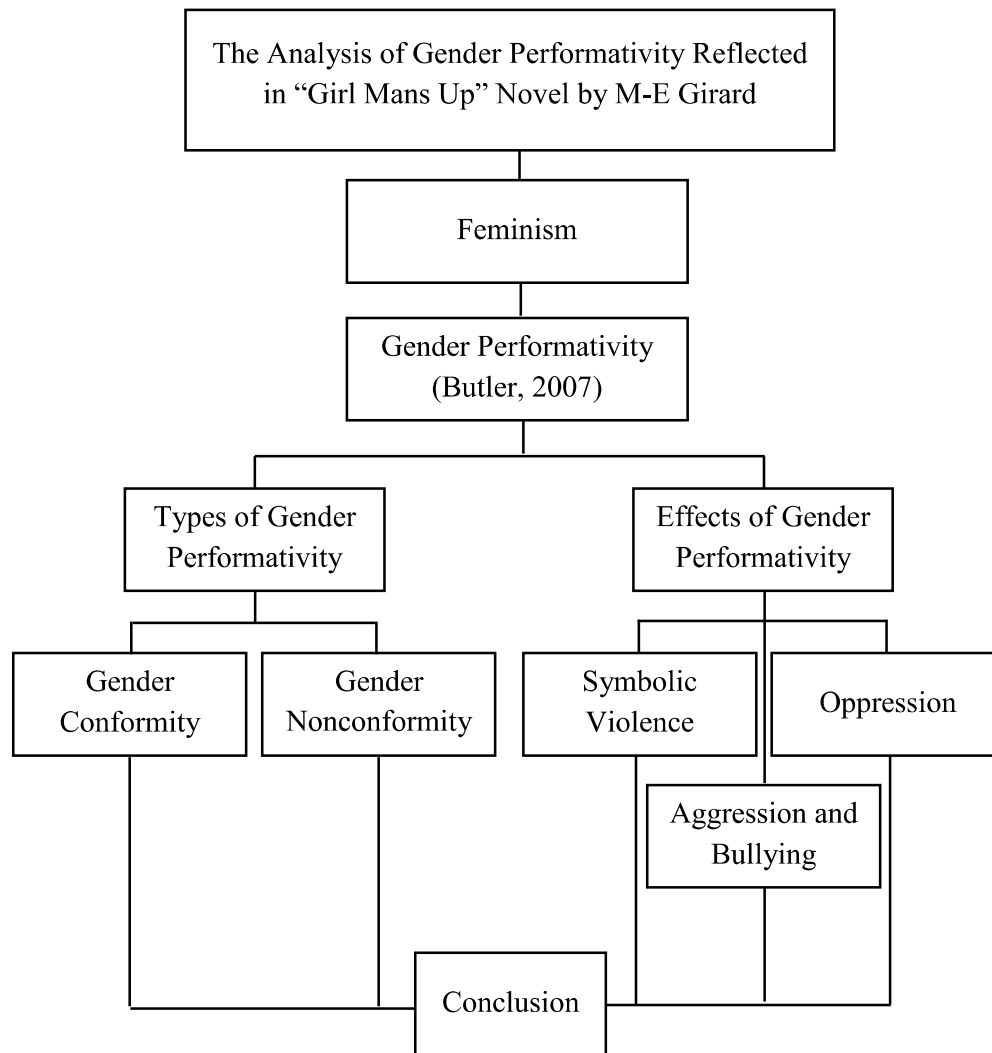 The Analysis of Gender Performativity Reflected
in “Girl Mans Up” Novel by M-E Girard
Feminism
Gender Performativity
(Butler, 2007)
Types of Gender
Performativity
Effects of Gender
Performativity
Gender
Conformity
Gender
Nonconformity
Symbolic
Violence
Oppression
Aggression and
Bullying
Conclusion